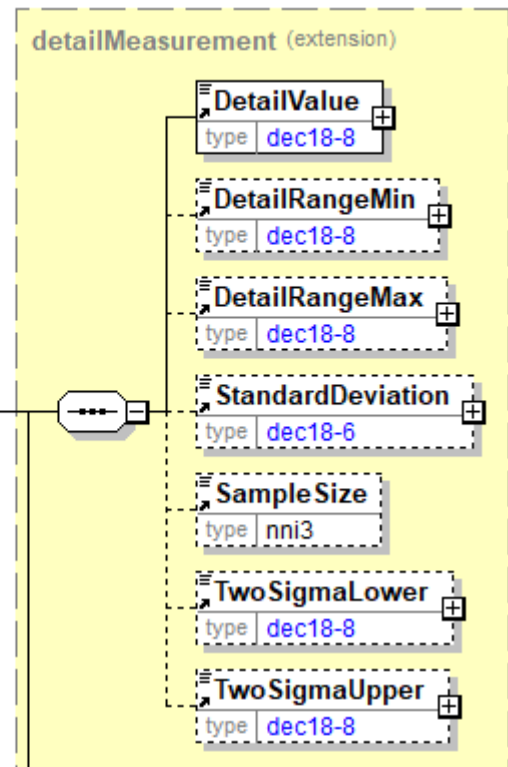 detailMeasurement (extension)
DetailValue
type dec18-8
DetailRangeMin
type dec18-8
DetailRangeMax
type dec18-8
StandardDeviation
type dec18-6
SampleSize
type nni3
TwoSigmaLower
type dec18-8
TwoSigmaUpper
type dec18-8